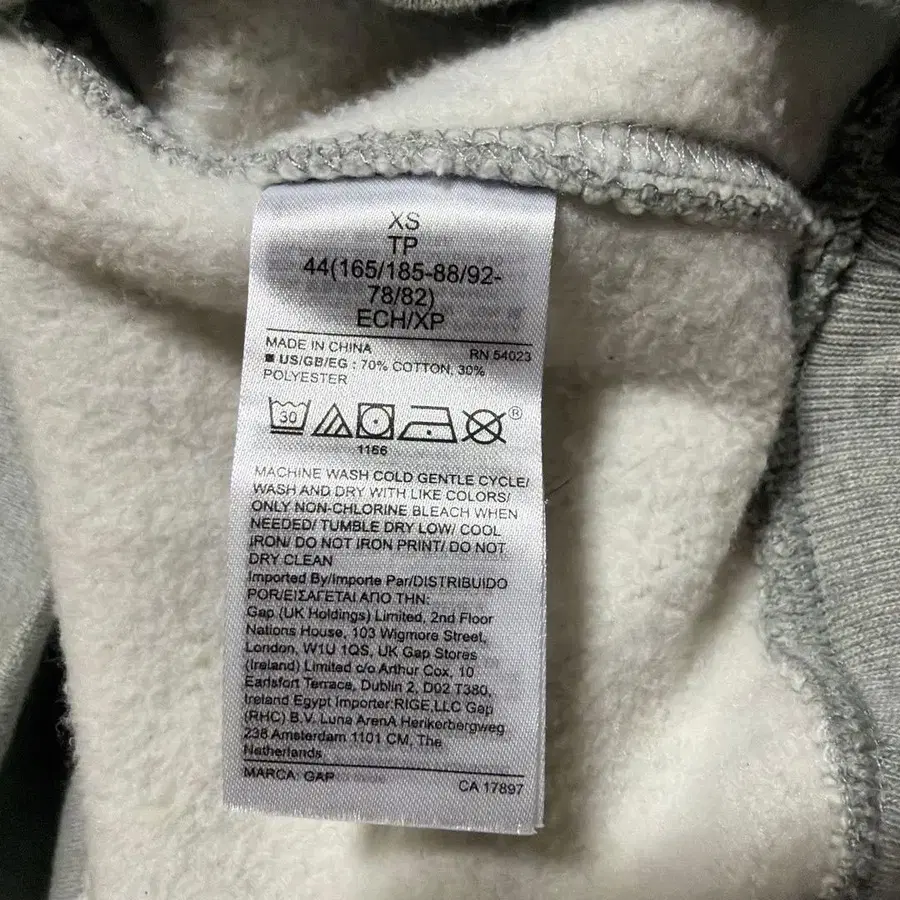 XS
TP
44(165/185-88/92-
78/82)
ECH/XP
MADE IN CHINA RN 54023
■ US/GB/EG : 70% COTTON, 30%
POLYESTER
30
®
1166
MACHINE WASH COLD GENTLE CYCLE/
WASH AND DRY WITH LIKE COLORS/
ONLY NON-CHLORINE BLEACH WHEN
NEEDED/ TUMBLE DRY LOW/ COOL
IRON/ DO NOT IRON PRINT/ DO NOT
DRY CLEAN
Imported By/Importe Par/DISTRIBUIDO
POR/ΕΙΣΑΓΕΤΑΙ ΑΠΟ ΤΗΝ:
Gap (UK Holdings) Limited, 2nd Floor
Nations House, 103 Wigmore Street,
London, W1U 1QS, UK Gap Stores
(Ireland) Limited c/o Arthur Cox, 10
Earlsfort Terrace, Dublin 2, D02 T380,
Ireland Egypt Importer:RIGE,LLC Gap
(RHC) B.V. Luna ArenA Herikerbergweg
238 Amsterdam 1101 CM, The
Netherlands
MARCA: GAP
CA 17897